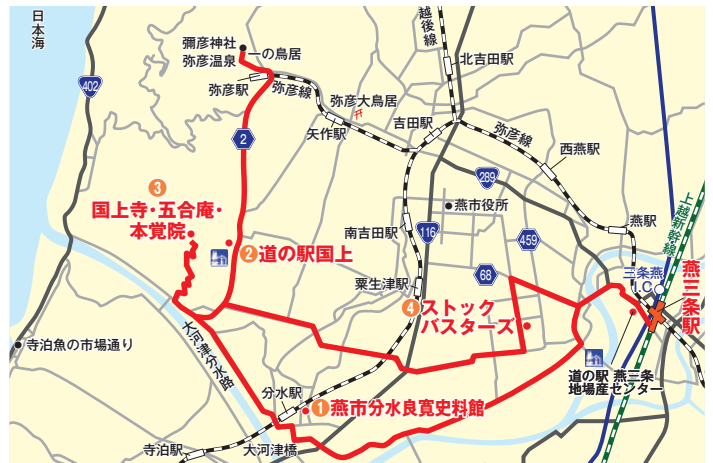 日本海
402
彌彦神社
弥彦温泉
一の鳥居
弥彦駅
弥彦線
2
矢作駅
弥彦大鳥居
吉田駅
越後線
北吉田駅
弥彦線
西燕駅
289
燕市役所
459
燕駅
上越新幹線
三条燕
I.C
燕三条駅
3
国上寺・五合庵・
本覚院
2 道の駅国上
南吉田駅
116
68
粟生津駅
4 ストック
バスターズ
道の駅 燕三条
地場産センター
大河津分水路
寺泊魚の市場通り
分水駅
1 燕市分水良寛史料館
寺泊駅
大河津橋